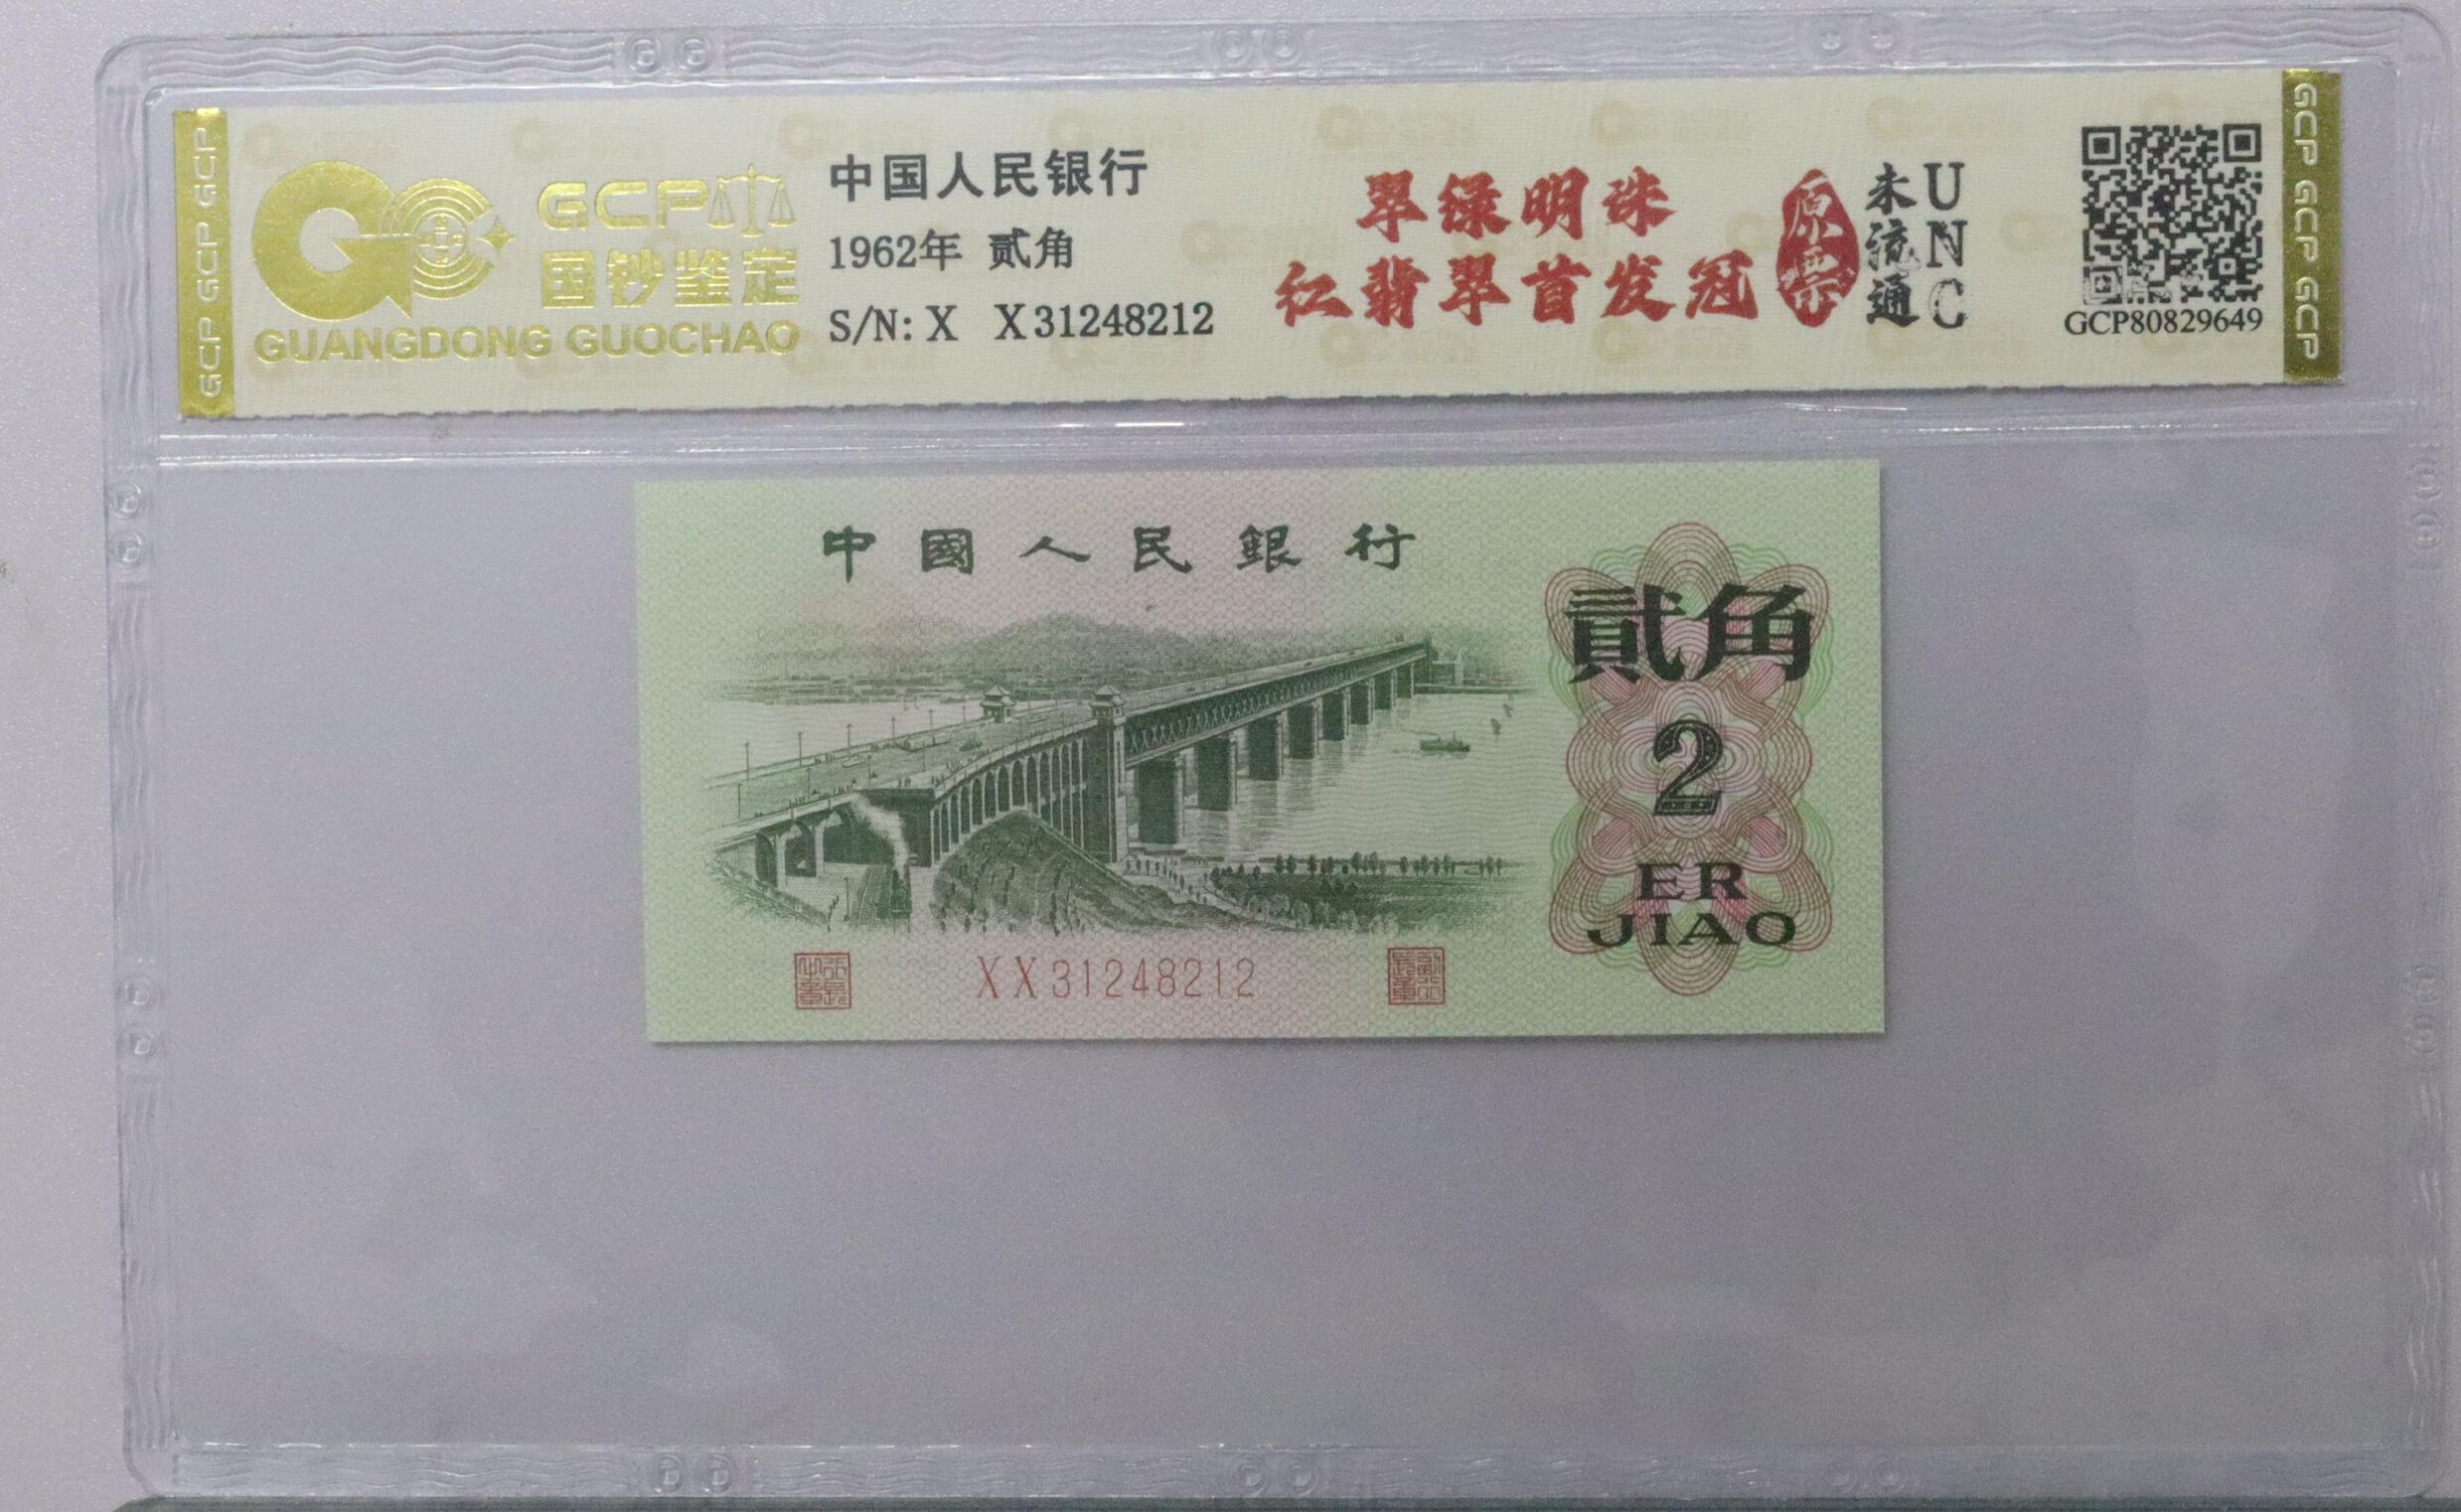 GCP GCP GCP
GCP
国钞鉴定
GUANGDONG GUOCHAO
中国人民银行
1962年 贰角
S/N: X X31248212
翠绿明珠
红翡翠首发冠
原票
未流通
UNC
GCP80829649
GCP GCP GCP
中國人民銀行
貳角
2
ER
JIAO
XX31248212